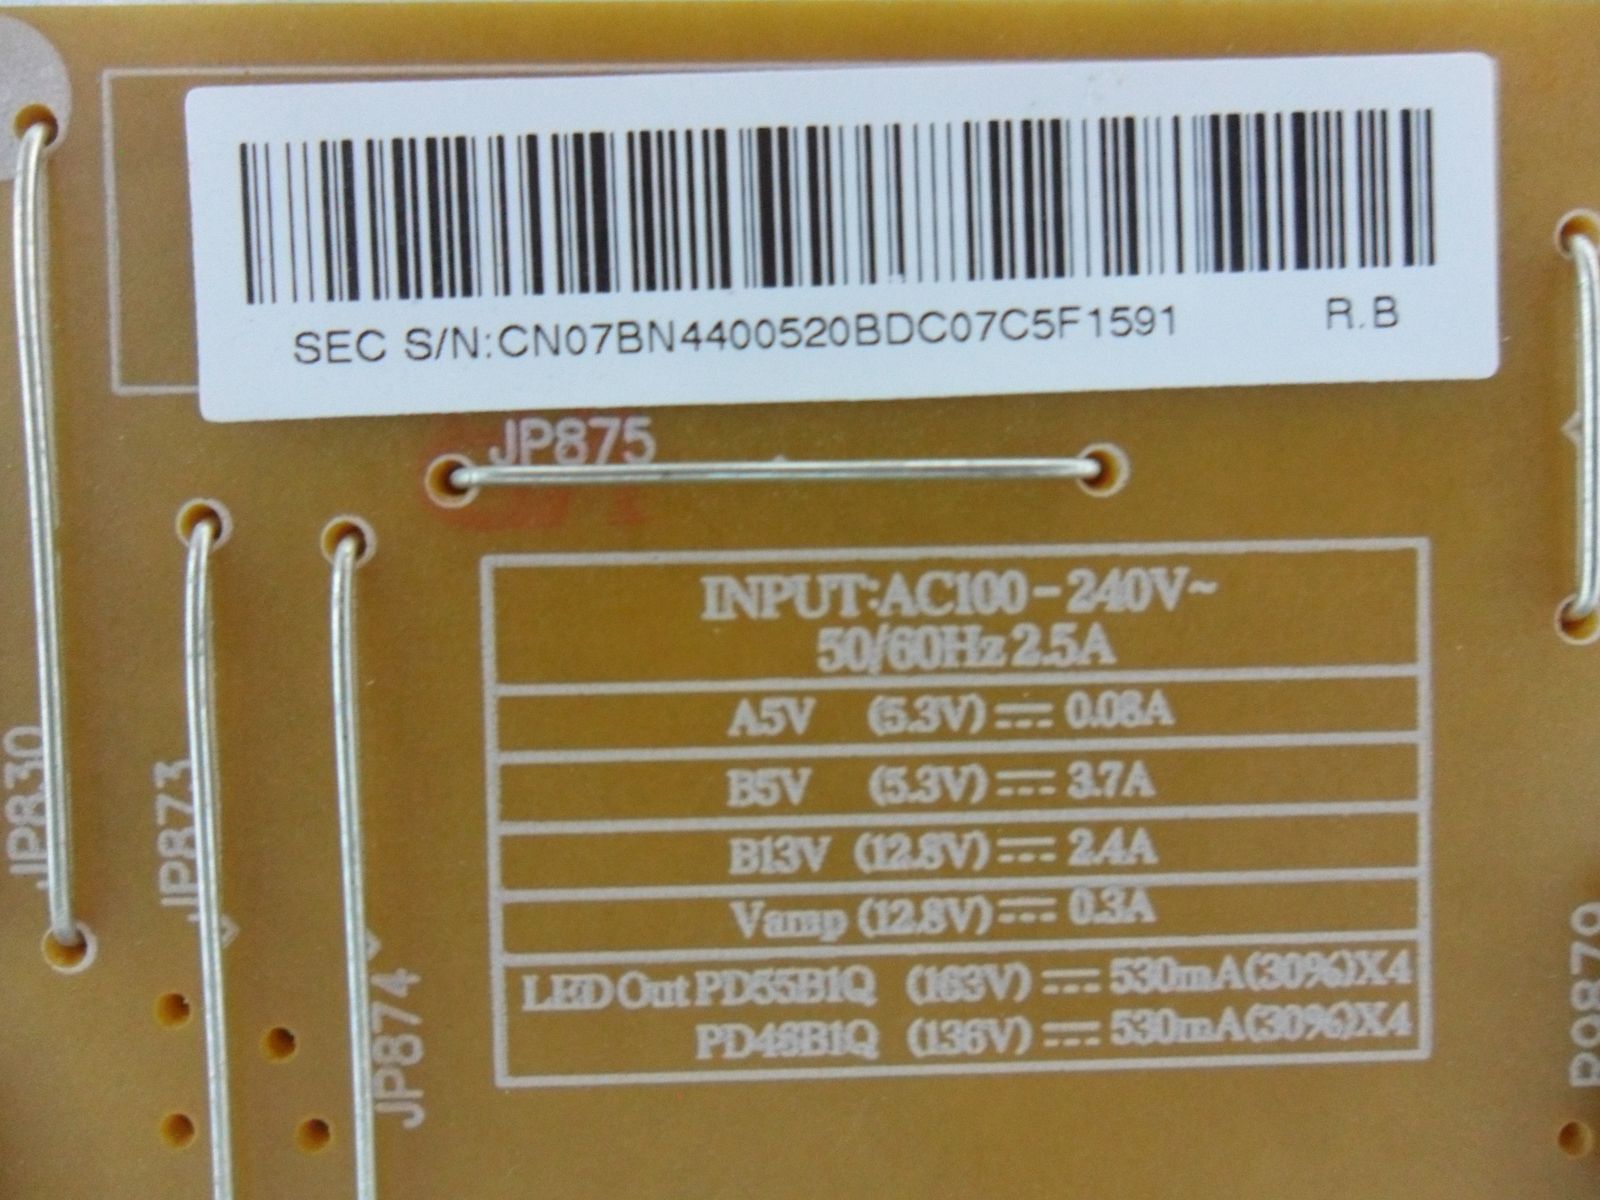 SEC S/N:CN07BN4400520BDC07C5F1591 R.B
JP875
INPUT:AC100-240V~
50/60Hz 2.5A
A5V (5.3V) ⎓ 0.08A
B5V (5.3V) ⎓ 3.7A
B13V (12.8V) ⎓ 2.4A
Vamp (12.8V) ⎓ 0.3A
LED Out PD55B1Q (163V) ⎓ 530mA(30%)X4
PD46B1Q (136V) ⎓ 530mA(30%)X4
JP830
JP873
JP874